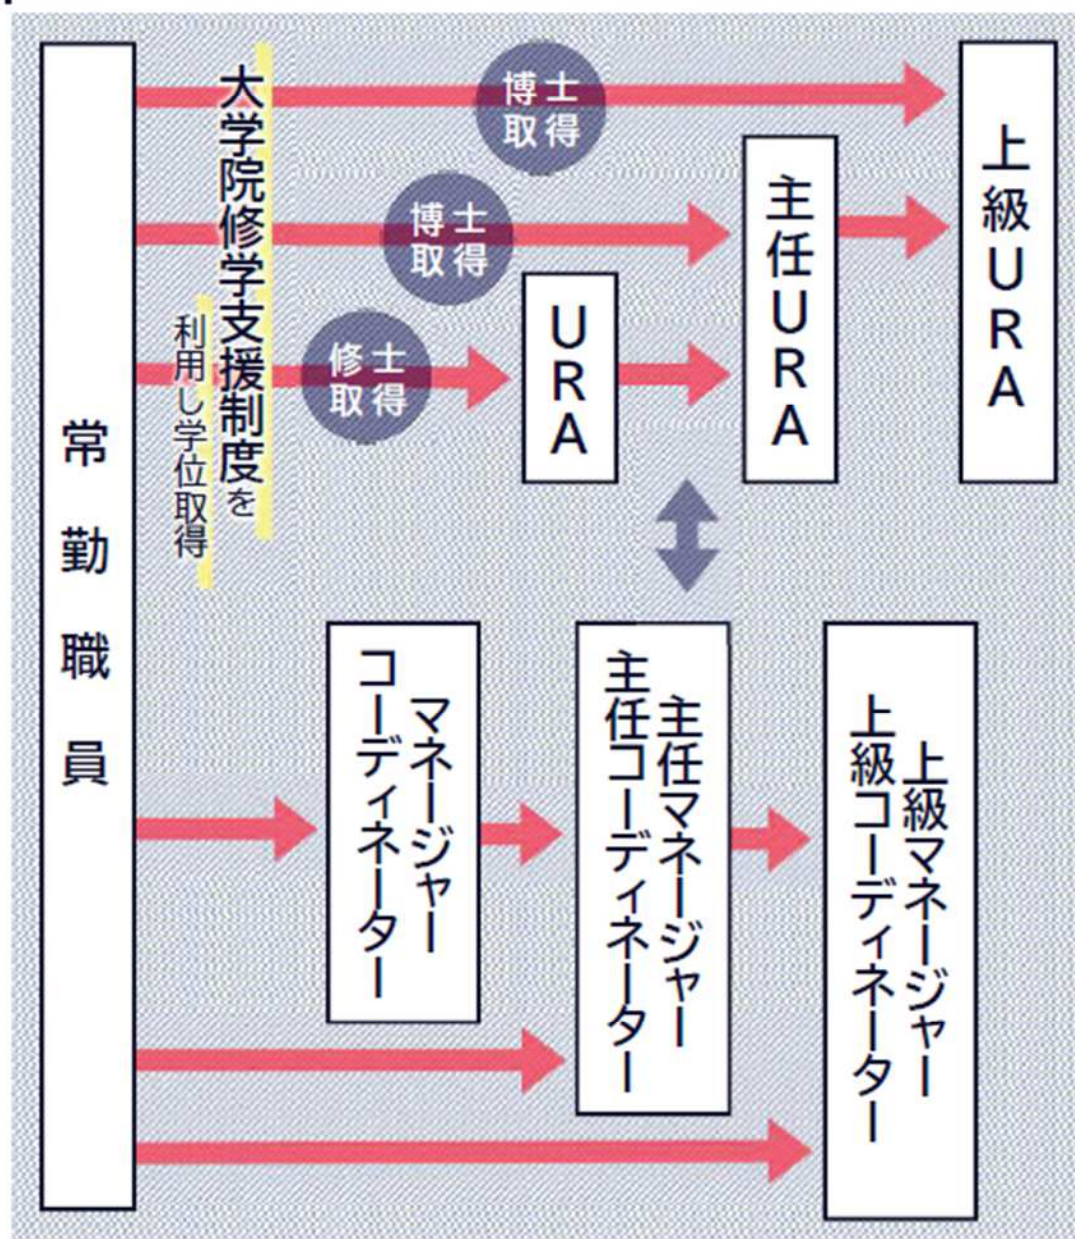 常勤職員
大学院修学支援制度を
利用し学位取得
博士
取得
博士
取得
修士
取得
URA
主任URA
上級URA
マネージャー
コーディネーター
主任マネージャー
主任コーディネーター
上級マネージャー
上級コーディネーター